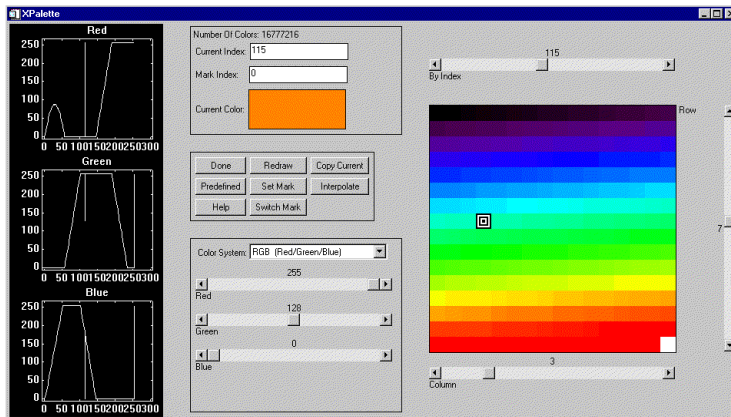 XPalette
Red
250
200
150
100
50
0
0 50 100150200250300
Green
250
200
150
100
50
0
0 50 100150200250300
Blue
250
200
150
100
50
0
0 50 100150200250300
Number Of Colors: 16777216
Current Index: 115
Mark Index: 0
Current Color:
Done Redraw Copy Current
Predefined Set Mark Interpolate
Help Switch Mark
Color System: RGB (Red/Green/Blue)
255
Red
128
Green
0
Blue
115
By Index
Row
7
3
Column